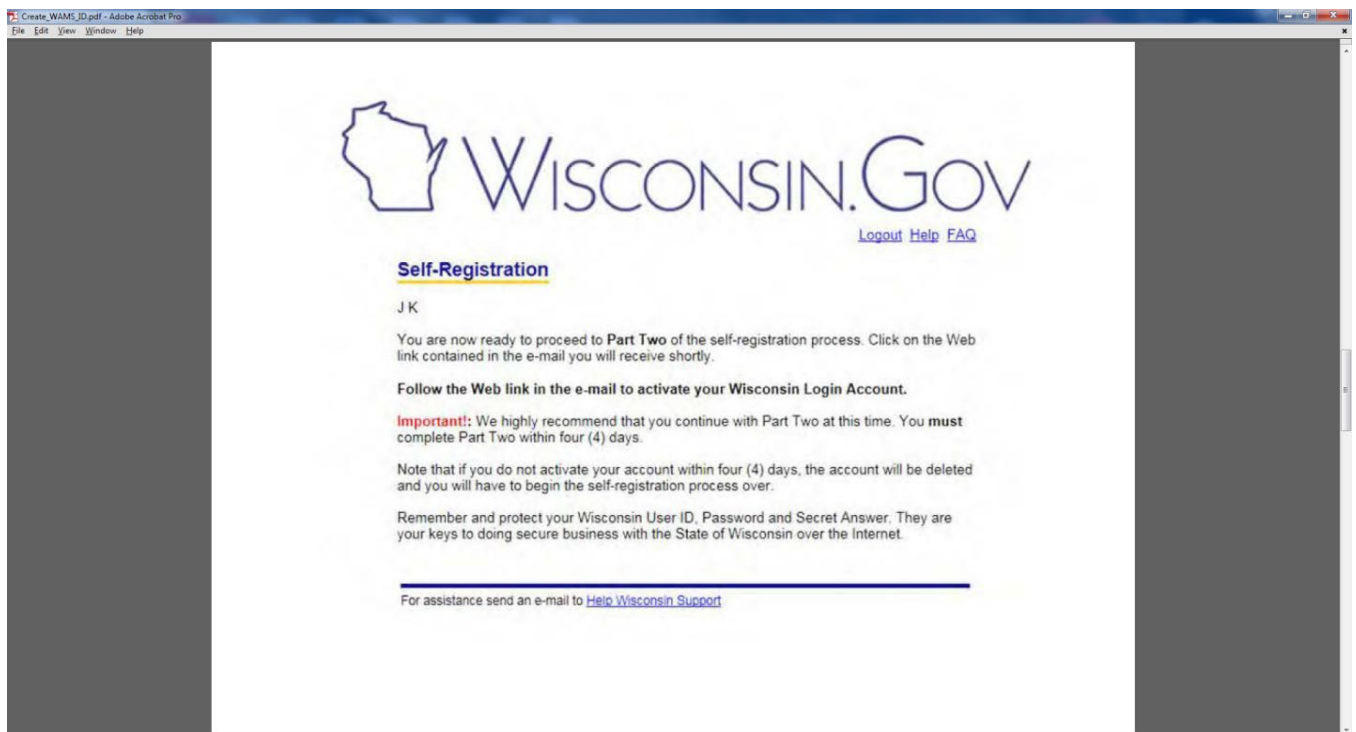 Create_WAMS_ID.pdf - Adobe Acrobat Pro
File Edit View Window Help
WISCONSIN.GOV
Logout Help FAQ
Self-Registration
J K
You are now ready to proceed to Part Two of the self-registration process. Click on the Web
link contained in the e-mail you will receive shortly.
Follow the Web link in the e-mail to activate your Wisconsin Login Account.
Important!: We highly recommend that you continue with Part Two at this time. You must
complete Part Two within four (4) days.
Note that if you do not activate your account within four (4) days, the account will be deleted
and you will have to begin the self-registration process over.
Remember and protect your Wisconsin User ID, Password and Secret Answer. They are
your keys to doing secure business with the State of Wisconsin over the Internet.
For assistance send an e-mail to Help Wisconsin Support